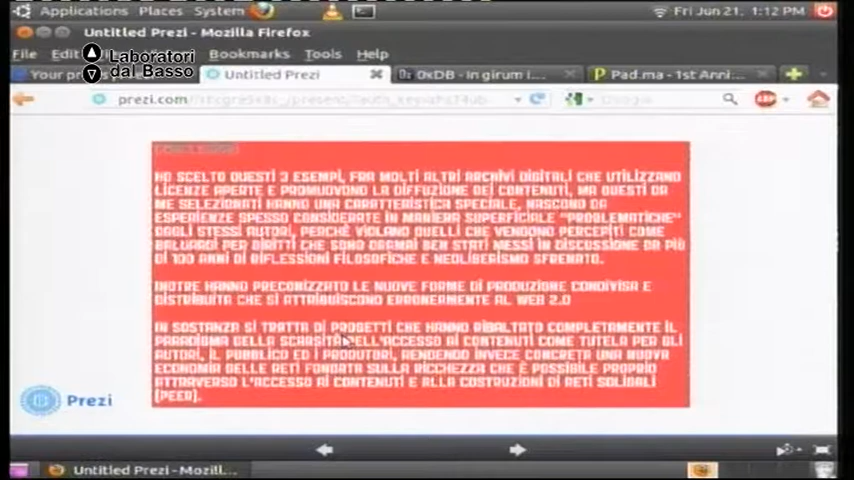 Applications Places System Fri Jun 21, 1:12 PM
Untitled Prezi - Mozilla Firefox
File Edit Bookmarks Tools Help
Laboratori
dal Basso
Your pr Untitled Prezi 0xDB - In girum i... Pad.ma - 1st Anni...
prezi.com
HO SCELTO QUESTI 3 ESEMPI, FRA MOLTI ALTRI ARCHIVI DIGITALI CHE UTILIZZANO
LICENZE APERTE E PROMUOVONO LA DIFFUZIONE DEI CONTENUTI, MA QUESTI DA
ME SELEZIONATI HANNO UNA CARATTERISTICA SPECIALE, NASCONO DA
ESPERIENZE SPESSO CONSIDERATE IN MANIERA SUPERFICIALE "PROBLEMATICHE"
DAGLI STESSI AUTORI, PERCHÈ VIOLANO QUELLI CHE VENGONO PERCEPITI COME
BALUARDI PER DIRITTI CHE SONO ORAMAI BEN STATI MESSI IN DISCUSSIONE DA PIÙ
DI 100 ANNI DI RIFLESSIONI FILOSOFICHE E NEOLIBERISMO SFRENATO.
INOTRE HANNO PRECONIZZATO LE NUOVE FORME DI PRODUZIONE CONDIVISA E
DISTRIBUITA CHE SI ATTRIBUISCONO ERRONEAMENTE AL WEB 2.0
IN SOSTANZA SI TRATTA DI PROGETTI CHE HANNO RIBALTATO COMPLETAMENTE IL
PARADIGMA DELLA SCARSITÀ DELL'ACCESSO AI CONTENUTI COME TUTELA PER GLI
AUTORI, IL PUBBLICO ED I PRODUTORI, RENDENDO INVECE CONCRETA UNA NUOVA
ECONOMIA DELLE RETI FONDATA SULLA RICCHEZZA CHE È POSSIBILE PROPRIO
ATTRAVERSO L'ACCESSO AI CONTENUTI E ALLA COSTRUZIONI DI RETI SOLIDALI
(PEER).
Prezi
Untitled Prezi - Mozill...